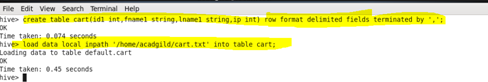 File Edit View Search Terminal Help
hive> create table cart(id1 int,fname1 string,lname1 string,ip int) row format delimited fields terminated by ',';
OK
Time taken: 0.074 seconds
hive> load data local inpath '/home/acadgild/cart.txt' into table cart;
Loading data to table default.cart
OK
Time taken: 0.45 seconds
hive>